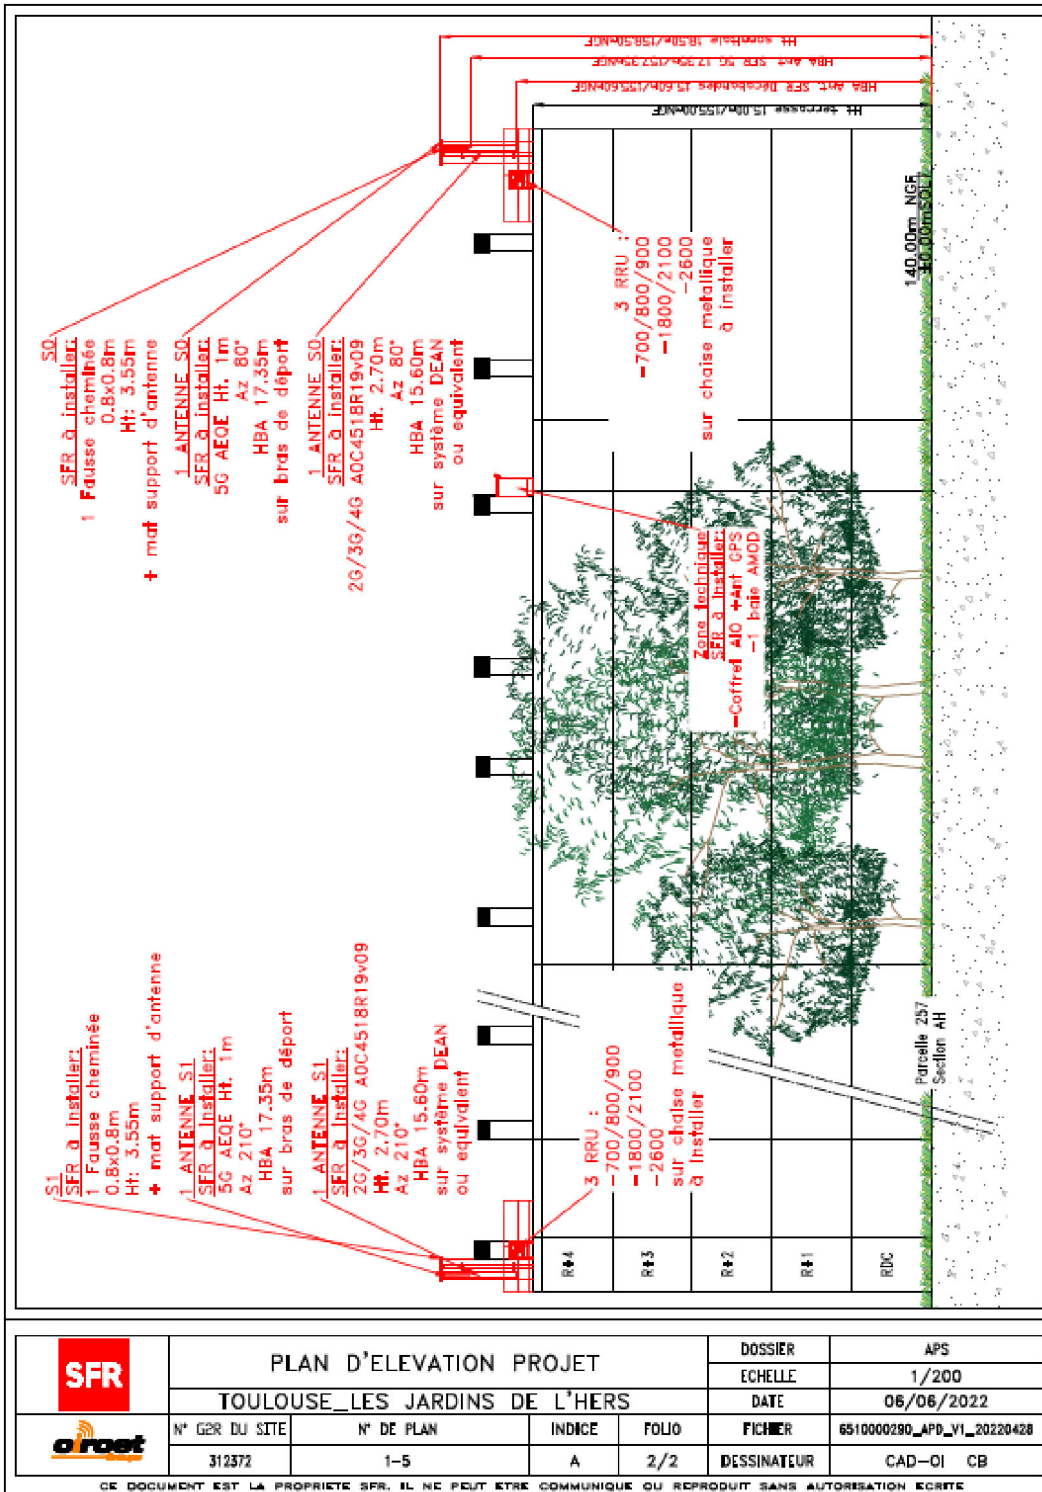 S1
SFR à installer:
1 Fausse cheminée
0.8x0.8m
Ht: 3.55m
+ mat support d'antenne
1 ANTENNE S1
SFR à installer:
5G AEQE Ht. 1m
Az 210°
HBA 17.35m
sur bras de déport
1 ANTENNE S1
SFR à installer:
2G/3G/4G AOC4518R19v09
Ht. 2.70m
Az 210°
HBA 15.60m
sur système DEAN
ou equivalent
3 RRU :
-700/800/900
-1800/2100
-2600
sur chaise metallique
à installer
S0
SFR à installer:
1 Fausse cheminée
0.8x0.8m
Ht: 3.55m
+ mat support d'antenne
1 ANTENNE S0
SFR à installer:
5G AEQE Ht. 1m
Az 80°
HBA 17.35m
sur bras de déport
1 ANTENNE S0
SFR à installer:
2G/3G/4G AOC4518R19v09
Ht. 2.70m
Az 80°
HBA 15.60m
sur système DEAN
ou equivalent
3 RRU :
-700/800/900
-1800/2100
-2600
sur chaise metallique
à installer
Zone technique
SFR à installer:
-Coffret AIO +Ant GPS
-1 baie AMOD
Ht sommitale 18.50m/158.50mNGF
HBA Ant. SFR 5G 17.35m/157.35mNGF
HBA Ant. SFR Décabandes 15.60m/155.60mNGF
Ht terrasse 15.00m/155.00mNGF
140.00m NGF
±0.00mSOL
R+4
R+3
R+2
R+1
RDC
Parcelle 257
Section AH
SFR
PLAN D'ELEVATION PROJET
TOULOUSE_LES JARDINS DE L'HERS
DOSSIER APS
ECHELLE 1/200
DATE 06/06/2022
N° G2R DU SITE N° DE PLAN INDICE FOLIO FICHIER 6510000290_APD_V1_20220428
312372 1-5 A 2/2 DESSINATEUR CAD-OI CB
CE DOCUMENT EST LA PROPRIETE SFR. IL NE PEUT ETRE COMMUNIQUE OU REPRODUIT SANS AUTORISATION ECRITE